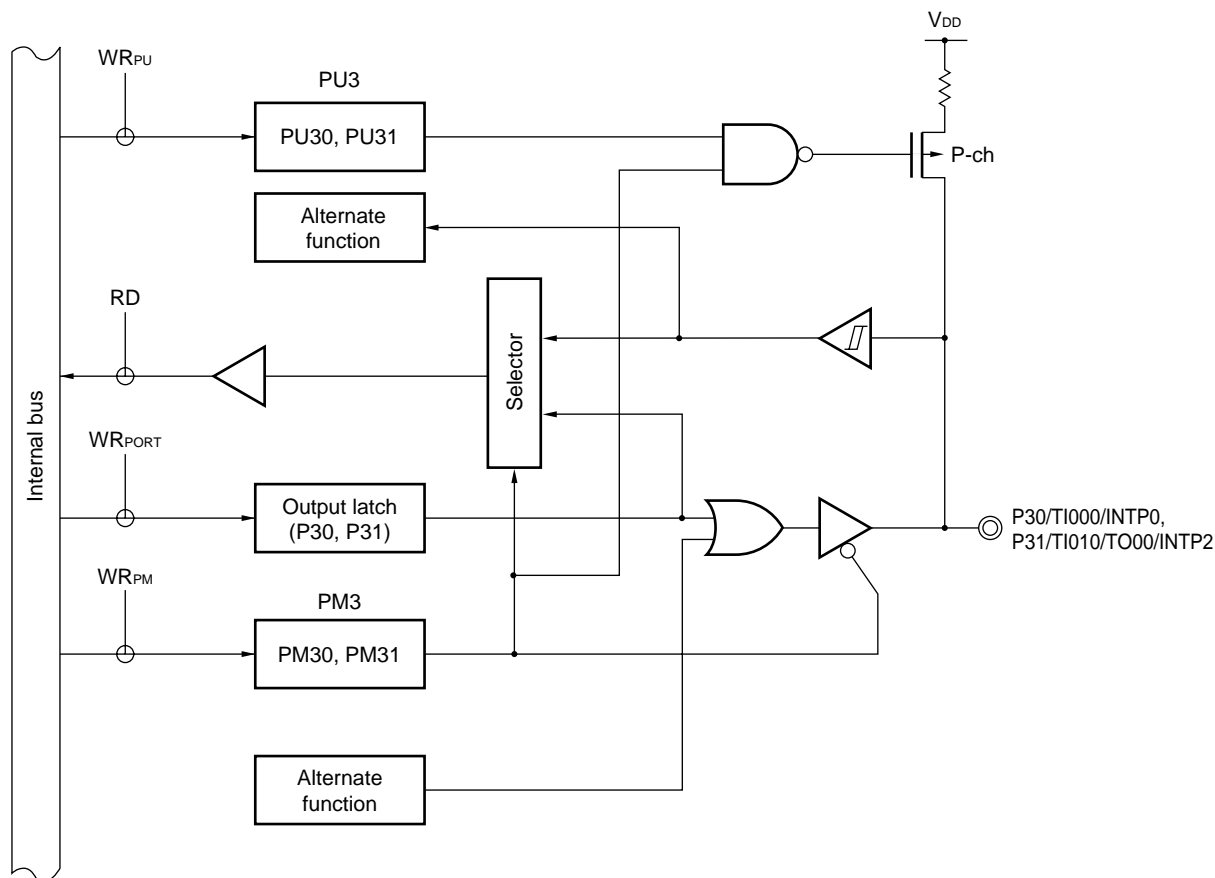 VDD
WRPU
PU3
PU30, PU31
P-ch
Alternate
function
RD
Selector
Internal bus
WRPORT
Output latch
(P30, P31)
P30/TI000/INTP0,
P31/TI010/TO00/INTP2
WRPM
PM3
PM30, PM31
Alternate
function